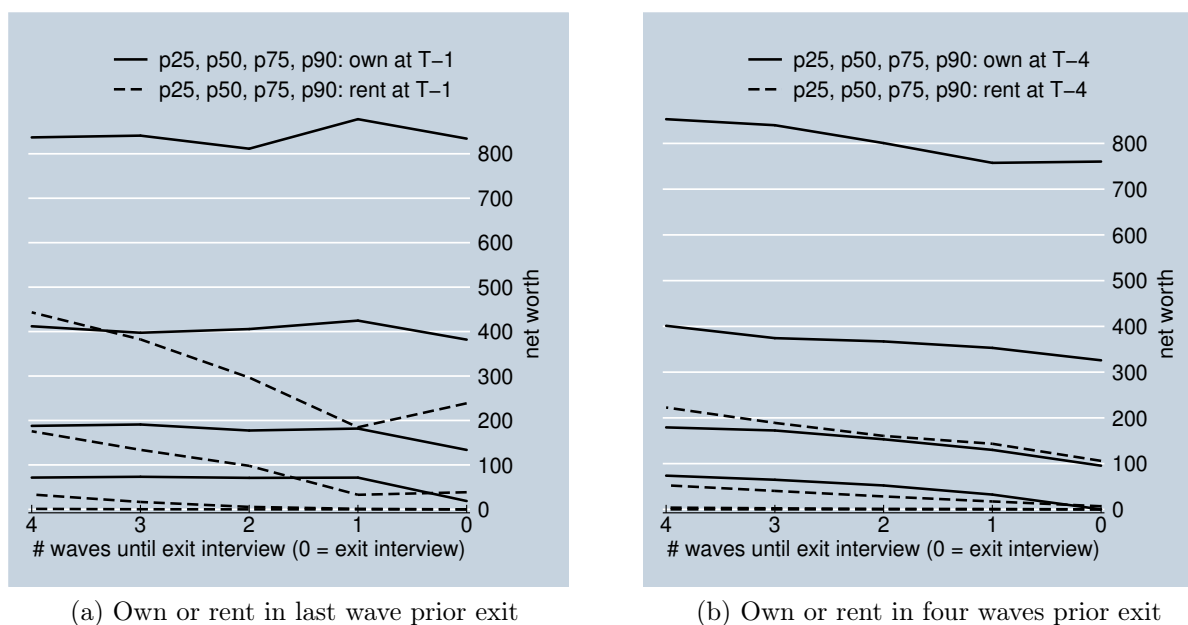 p25, p50, p75, p90: own at T−1
p25, p50, p75, p90: rent at T−1
800
700
600
500
400
300
200
100
0
net worth
4 3 2 1 0
# waves until exit interview (0 = exit interview)
(a) Own or rent in last wave prior exit
p25, p50, p75, p90: own at T−4
p25, p50, p75, p90: rent at T−4
800
700
600
500
400
300
200
100
0
net worth
4 3 2 1 0
# waves until exit interview (0 = exit interview)
(b) Own or rent in four waves prior exit